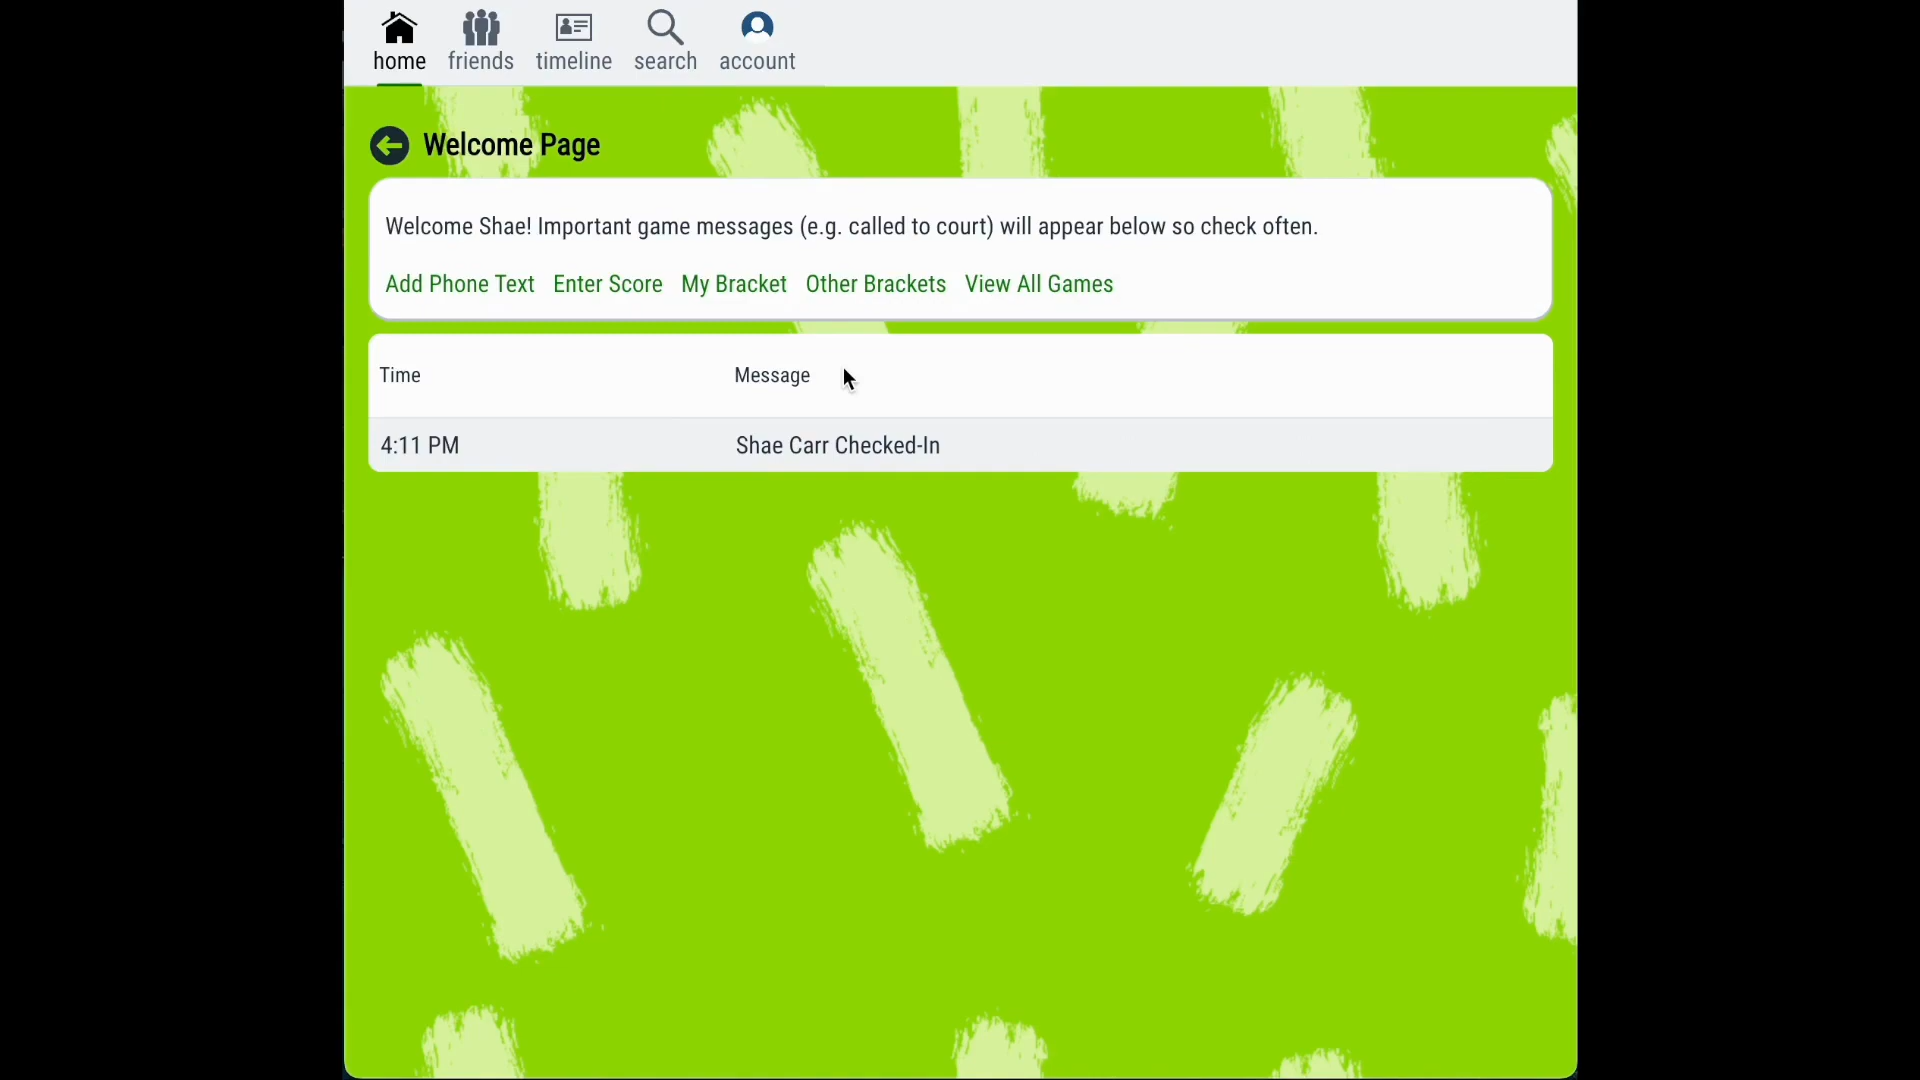 home friends timeline search account
Welcome Page
Welcome Shae! Important game messages (e.g. called to court) will appear below so check often.
Add Phone Text Enter Score My Bracket Other Brackets View All Games
Time Message
4:11 PM Shae Carr Checked-In